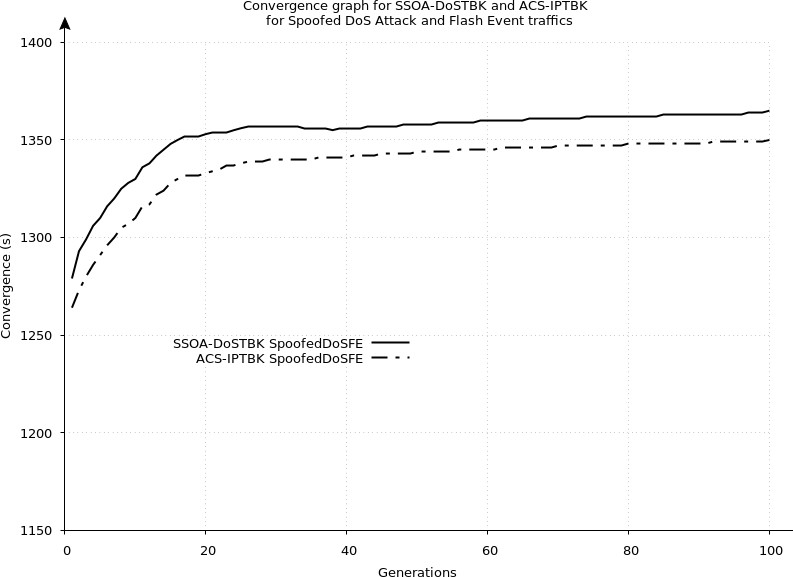 Convergence graph for SSOA-DoSTBK and ACS-IPTBK
for Spoofed DoS Attack and Flash Event traffics
1400
1350
1300
1250
1200
1150
Convergence (s)
SSOA-DoSTBK SpoofedDoSFE
ACS-IPTBK SpoofedDoSFE
0 20 40 60 80 100
Generations